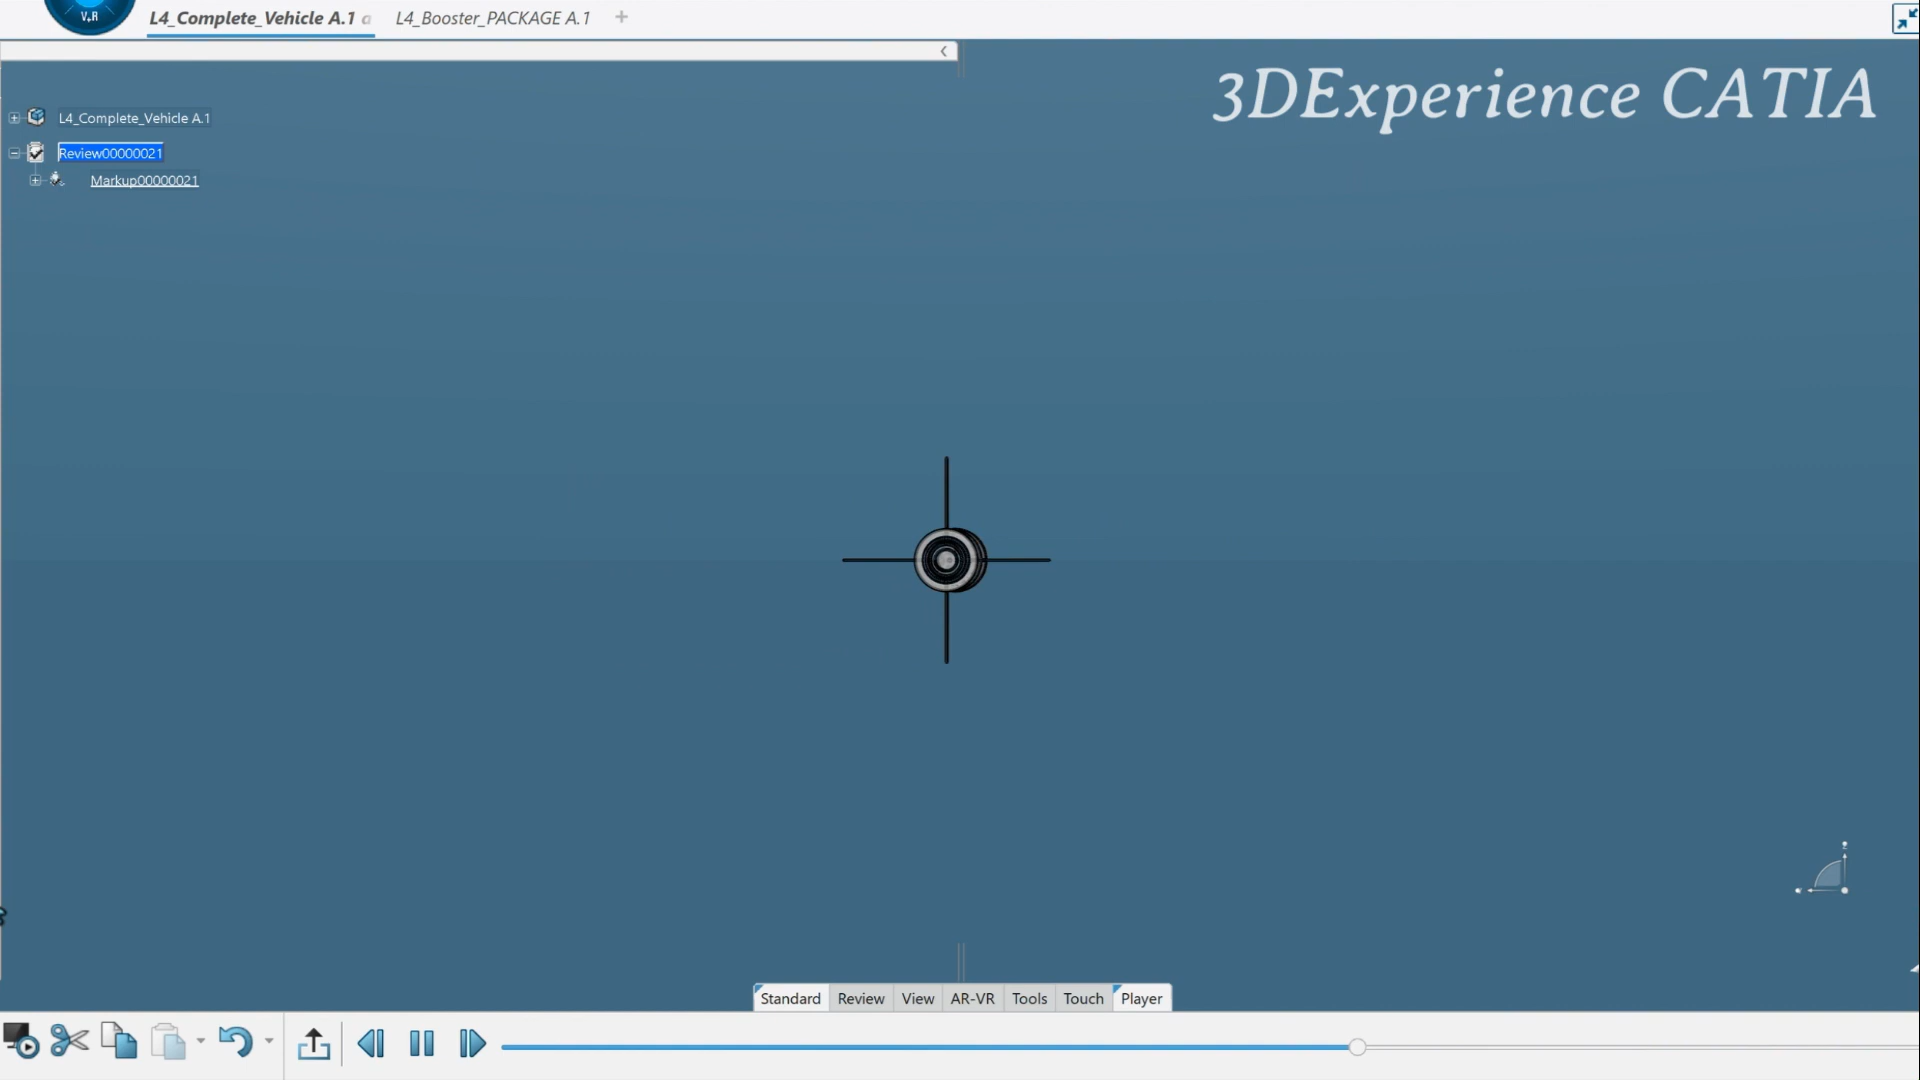 V₊R
L4_Complete_Vehicle A.1
L4_Booster_PACKAGE A.1
3DExperience CATIA
L4_Complete_Vehicle A.1
Review00000021
Markup00000021
Standard
Review
View
AR-VR
Tools
Touch
Player